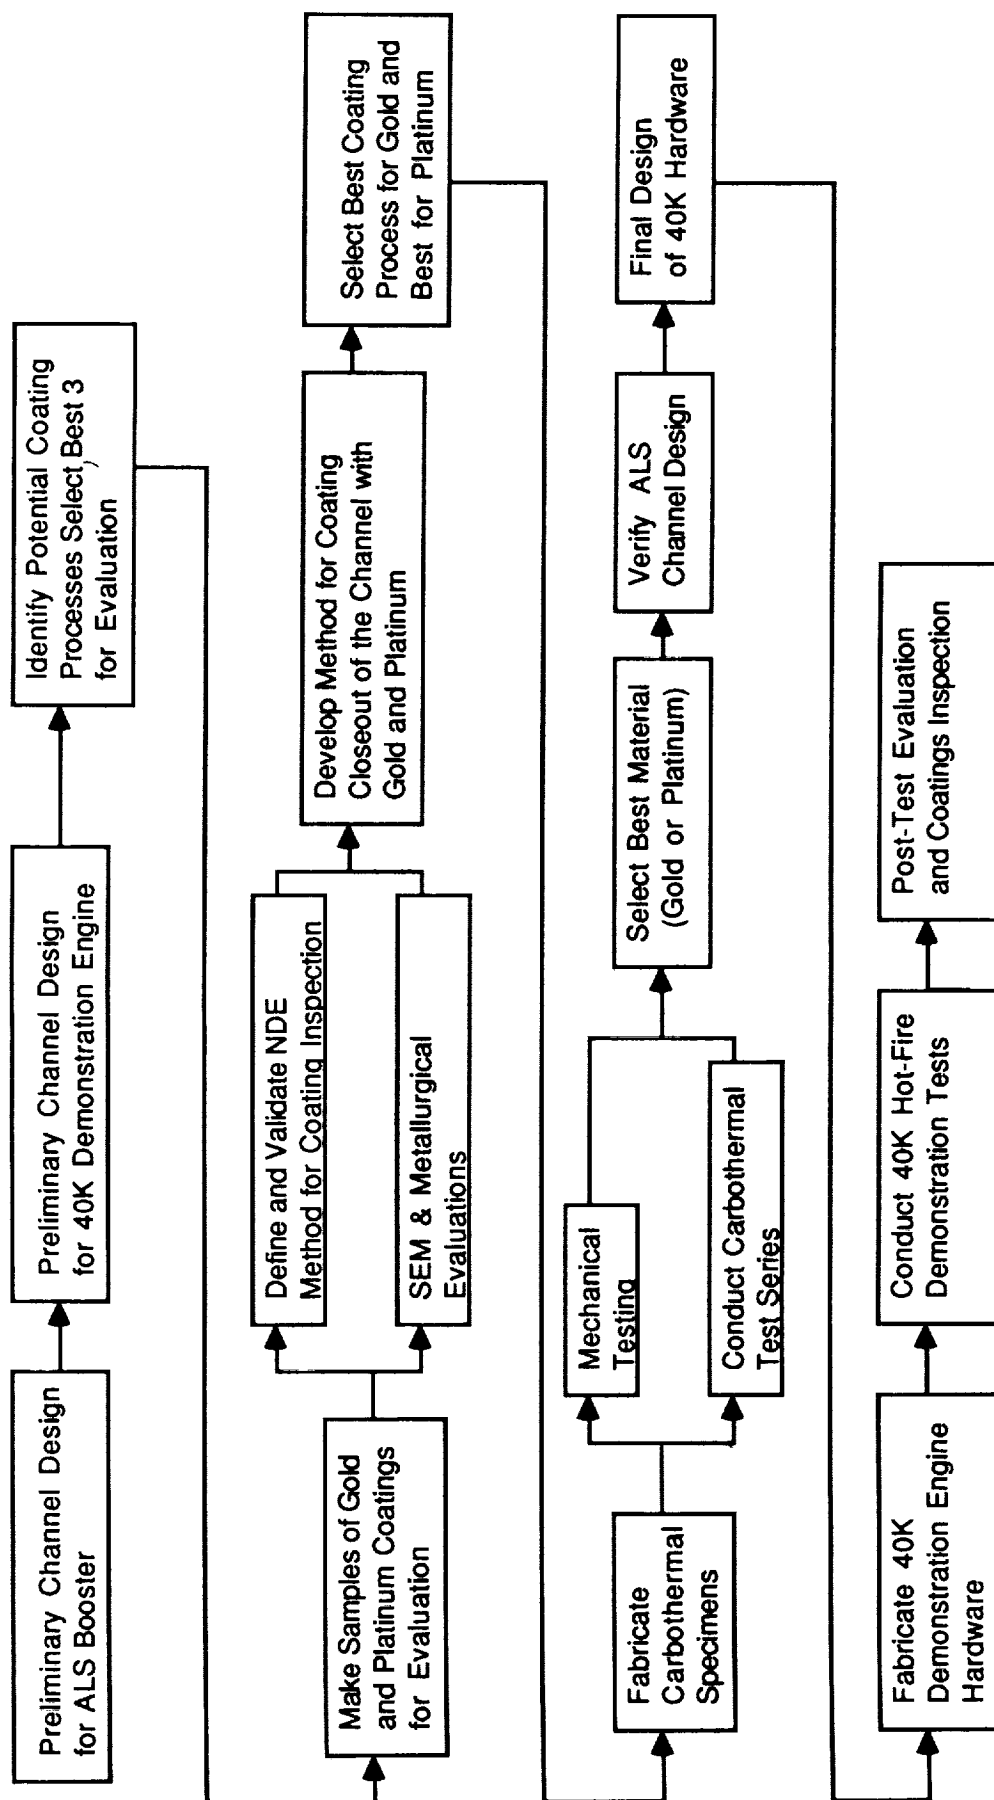 Preliminary Channel Design
for ALS Booster
Preliminary Channel Design
for 40K Demonstration Engine
Identify Potential Coating
Processes Select, Best 3
for Evaluation
Make Samples of Gold
and Platinum Coatings
for Evaluation
Define and Validate NDE
Method for Coating Inspection
SEM & Metallurgical
Evaluations
Develop Method for Coating
Closeout of the Channel with
Gold and Platinum
Select Best Coating
Process for Gold and
Best for Platinum
Fabricate
Carbothermal
Specimens
Mechanical
Testing
Conduct Carbothermal
Test Series
Select Best Material
(Gold or Platinum)
Verify ALS
Channel Design
Final Design
of 40K Hardware
Fabricate 40K
Demonstration Engine
Hardware
Conduct 40K Hot-Fire
Demonstration Tests
Post-Test Evaluation
and Coatings Inspection